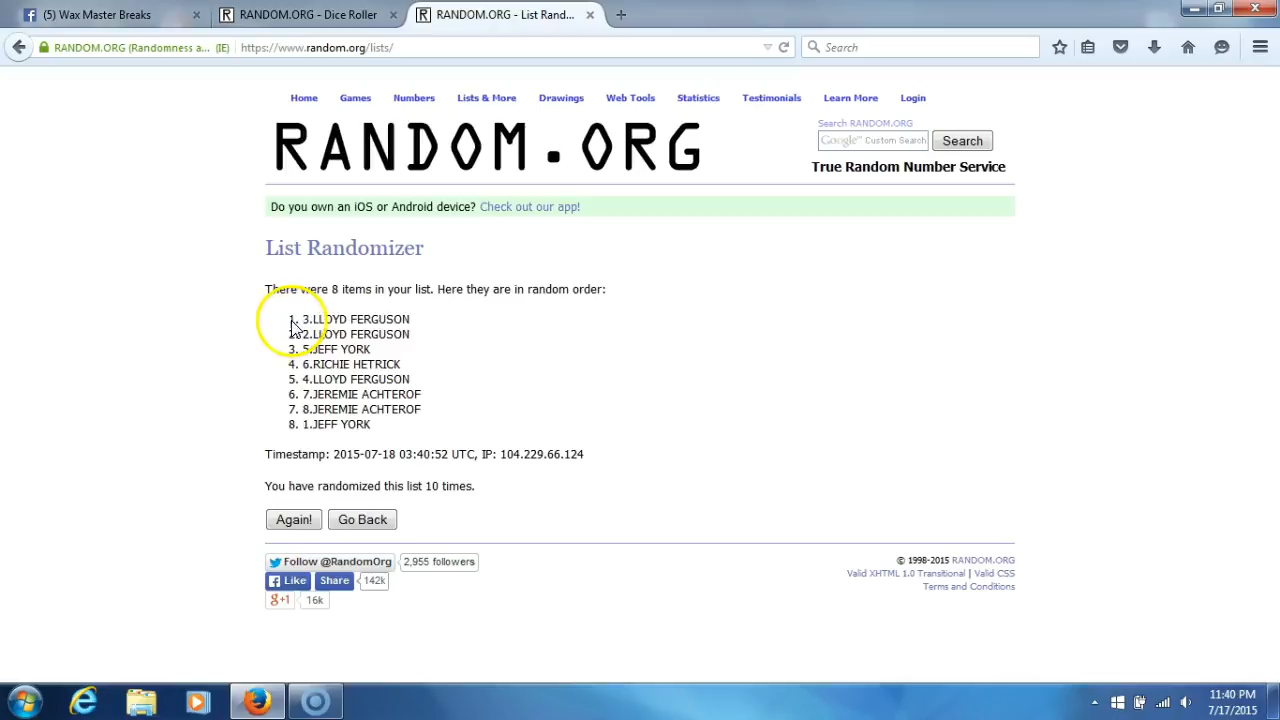 (5) Wax Master Breaks
RANDOM.ORG - Dice Roller
RANDOM.ORG - List Rand...
RANDOM.ORG (Randomness a... (IE)
https://www.random.org/lists/
Search
Home Games Numbers Lists & More Drawings Web Tools Statistics Testimonials Learn More Login
RANDOM.ORG
Search RANDOM.ORG
Google™ Custom Search
Search
True Random Number Service
Do you own an iOS or Android device? Check out our app!
List Randomizer
There were 8 items in your list. Here they are in random order:
1. 3.LLOYD FERGUSON
2. 2.LLOYD FERGUSON
3. 5.JEFF YORK
4. 6.RICHIE HETRICK
5. 4.LLOYD FERGUSON
6. 7.JEREMIE ACHTEROF
7. 8.JEREMIE ACHTEROF
8. 1.JEFF YORK
Timestamp: 2015-07-18 03:40:52 UTC, IP: 104.229.66.124
You have randomized this list 10 times.
Again! Go Back
Follow @RandomOrg 2,955 followers
Like Share 142k
g+1 16k
© 1998-2015 RANDOM.ORG
Valid XHTML 1.0 Transitional | Valid CSS
Terms and Conditions
11:40 PM
7/17/2015